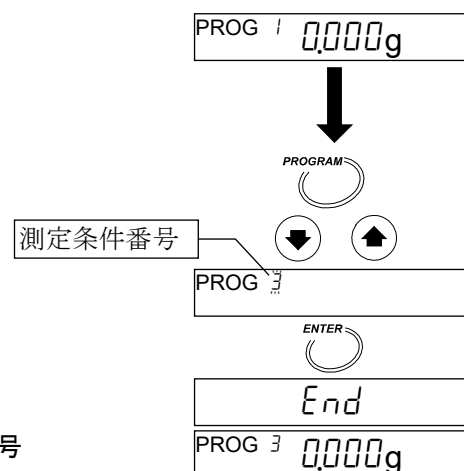 PROG 1 0.000g
PROGRAM
測定条件番号
PROG 3
ENTER
End
号
PROG 3 0.000g